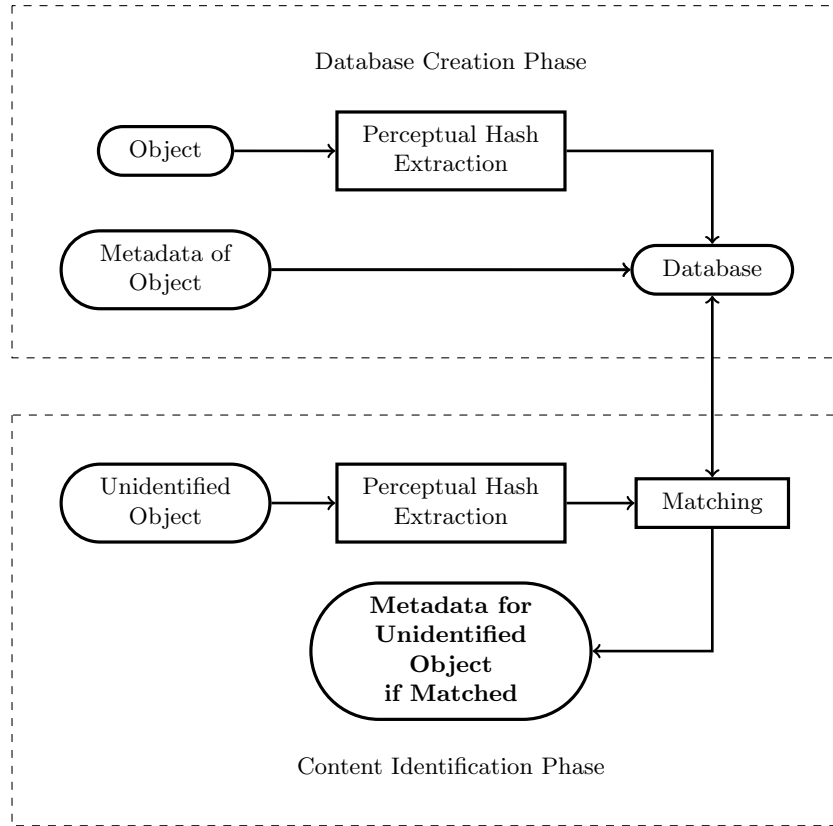 Database Creation Phase
Object
Perceptual Hash
Extraction
Metadata of
Object
Database
Unidentified
Object
Perceptual Hash
Extraction
Matching
Metadata for
Unidentified
Object
if Matched
Content Identification Phase